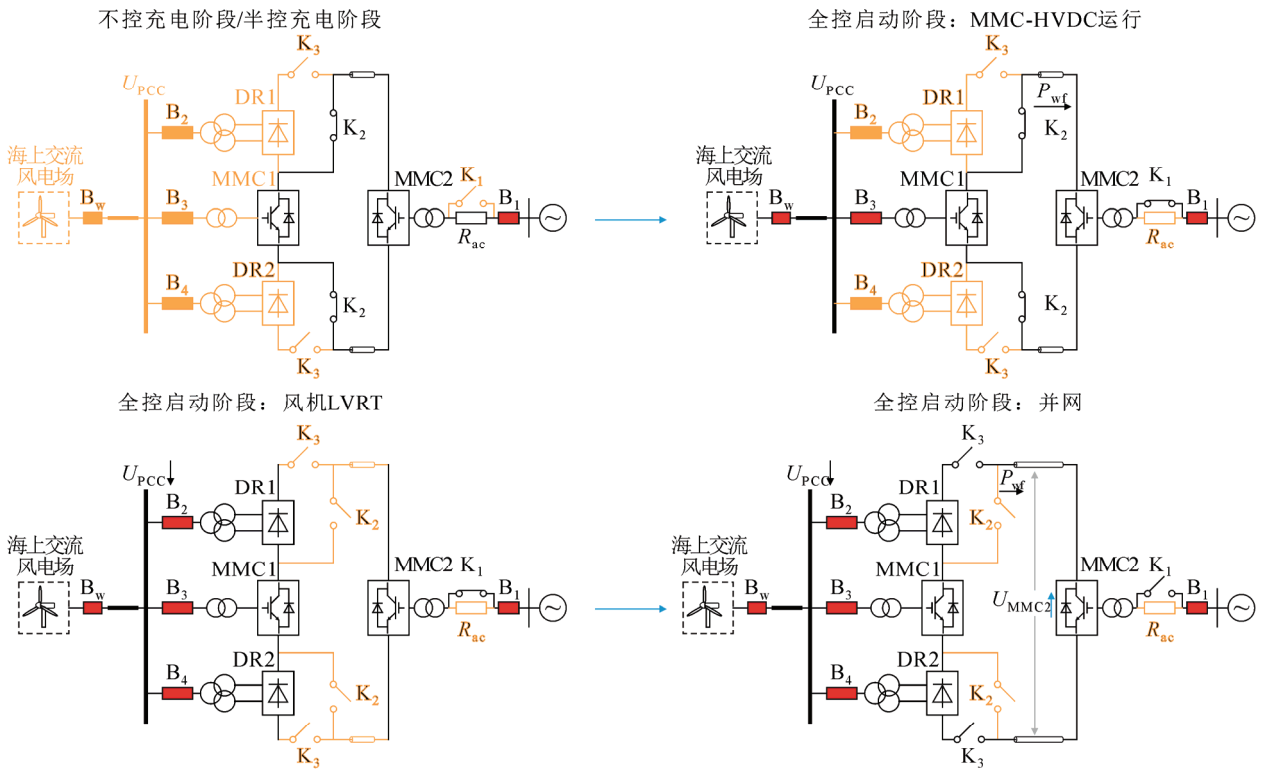 不控充电阶段/半控充电阶段
K3
UPCC
DR1
B2
K2
海上交流
风电场
Bw
B3
MMC1
MMC2
K1
B1
Rac
DR2
B4
K2
K3
全控启动阶段：MMC-HVDC运行
K3
UPCC
DR1
Pwf
B2
K2
海上交流
风电场
Bw
B3
MMC1
MMC2
K1
B1
Rac
DR2
B4
K2
K3
全控启动阶段：风机LVRT
K3
UPCC
DR1
B2
K2
海上交流
风电场
Bw
B3
MMC1
MMC2
K1
B1
Rac
DR2
B4
K2
K3
全控启动阶段：并网
K3
UPCC
DR1
Pwf
B2
K2
海上交流
风电场
Bw
B3
MMC1
MMC2
K1
B1
UMMC2
Rac
DR2
B4
K2
K3